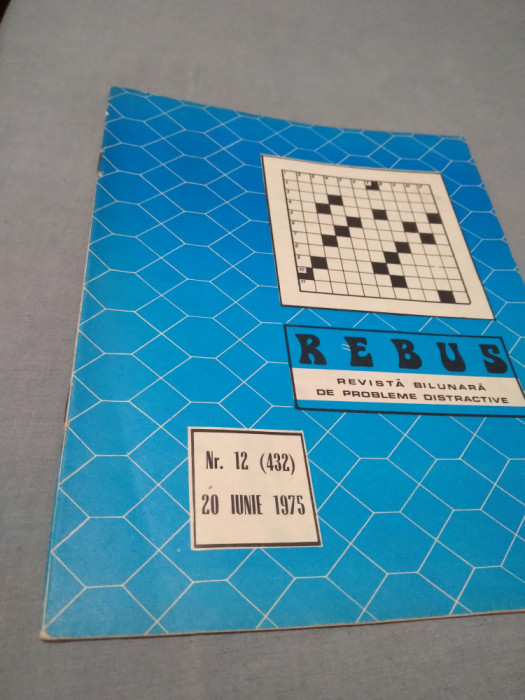 REBUS
REVISTĂ BILUNARĂ
DE PROBLEME DISTRACTIVE
Nr. 12 (432)
20 IUNIE 1975